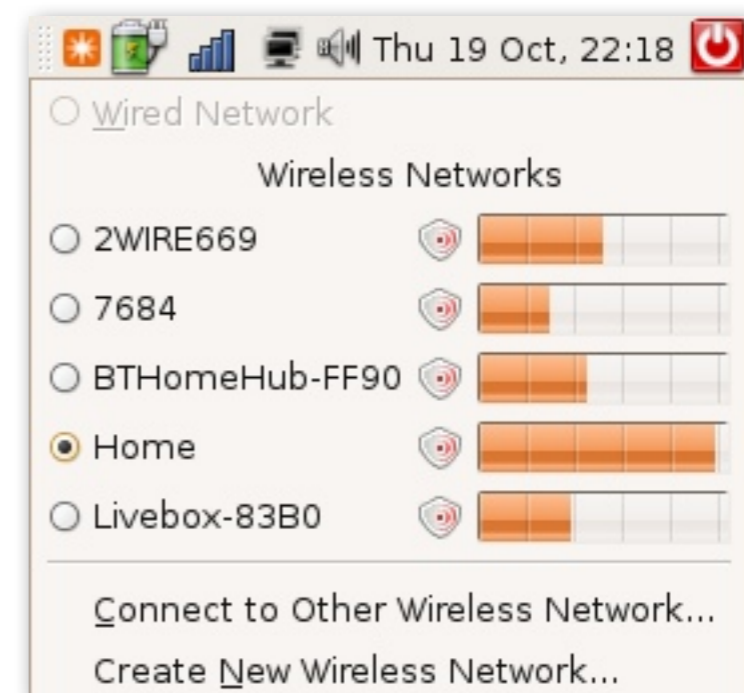 Thu 19 Oct, 22:18
Wired Network
Wireless Networks
2WIRE669
7684
BTHomeHub-FF90
Home
Livebox-83B0
Connect to Other Wireless Network...
Create New Wireless Network...